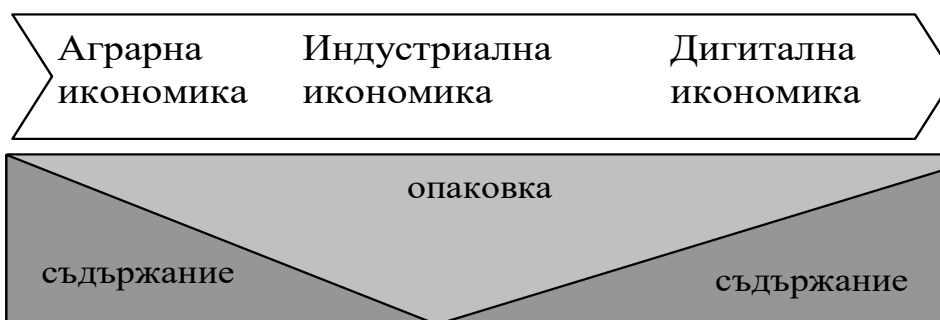 Аграрна
икономика
Индустриална
икономика
Дигитална
икономика
опаковка
съдържание
съдържание